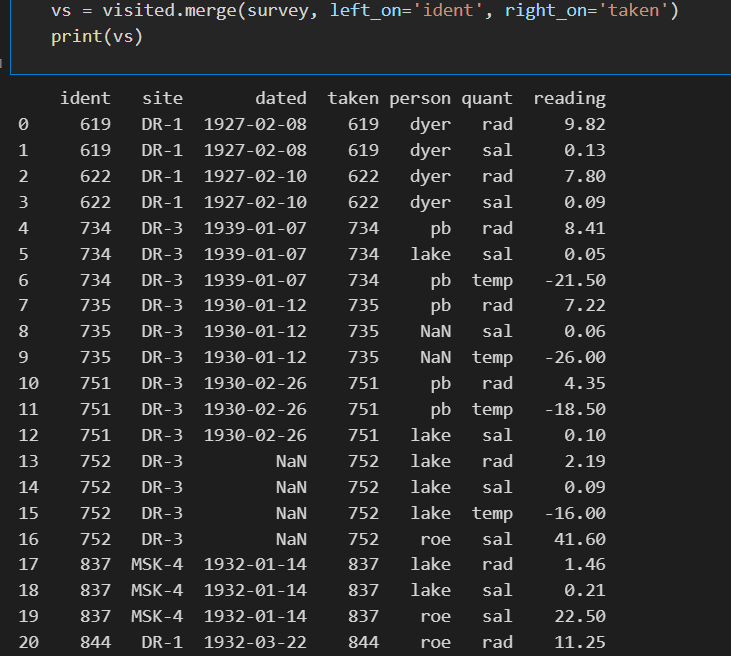 vs = visited.merge(survey, left_on='ident', right_on='taken')
print(vs)
ident site dated taken person quant reading
0 619 DR-1 1927-02-08 619 dyer rad 9.82
1 619 DR-1 1927-02-08 619 dyer sal 0.13
2 622 DR-1 1927-02-10 622 dyer rad 7.80
3 622 DR-1 1927-02-10 622 dyer sal 0.09
4 734 DR-3 1939-01-07 734 pb rad 8.41
5 734 DR-3 1939-01-07 734 lake sal 0.05
6 734 DR-3 1939-01-07 734 pb temp -21.50
7 735 DR-3 1930-01-12 735 pb rad 7.22
8 735 DR-3 1930-01-12 735 NaN sal 0.06
9 735 DR-3 1930-01-12 735 NaN temp -26.00
10 751 DR-3 1930-02-26 751 pb rad 4.35
11 751 DR-3 1930-02-26 751 pb temp -18.50
12 751 DR-3 1930-02-26 751 lake sal 0.10
13 752 DR-3 NaN 752 lake rad 2.19
14 752 DR-3 NaN 752 lake sal 0.09
15 752 DR-3 NaN 752 lake temp -16.00
16 752 DR-3 NaN 752 roe sal 41.60
17 837 MSK-4 1932-01-14 837 lake rad 1.46
18 837 MSK-4 1932-01-14 837 lake sal 0.21
19 837 MSK-4 1932-01-14 837 roe sal 22.50
20 844 DR-1 1932-03-22 844 roe rad 11.25